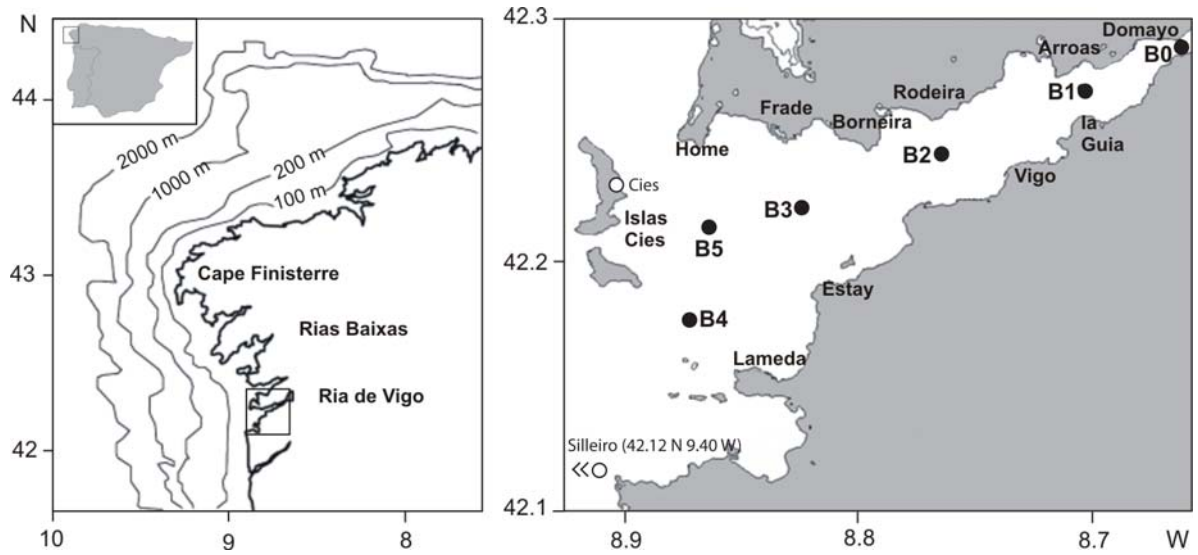 N
44
43
42
10
9
8
2000 m
1000 m
200 m
100 m
Cape Finisterre
Rias Baixas
Ria de Vigo
42.3
42.2
42.1
8.9
8.8
8.7
W
Domayo
B0
Arroas
B1
la
Guia
Rodeira
Frade
Borneira
B2
Home
Vigo
Cies
B3
Islas
Cies
B5
Estay
B4
Lameda
Silleiro (42.12 N 9.40 W)